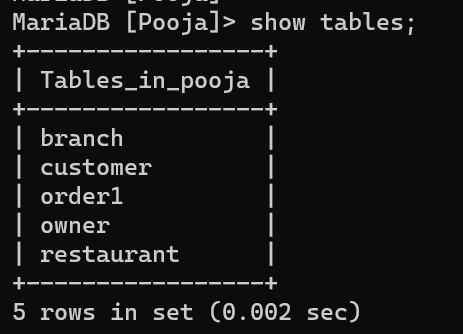 MariaDB [Pooja]> show tables;
+-----------------+
| Tables_in_pooja |
+-----------------+
| branch          |
| customer        |
| order1          |
| owner           |
| restaurant      |
+-----------------+
5 rows in set (0.002 sec)